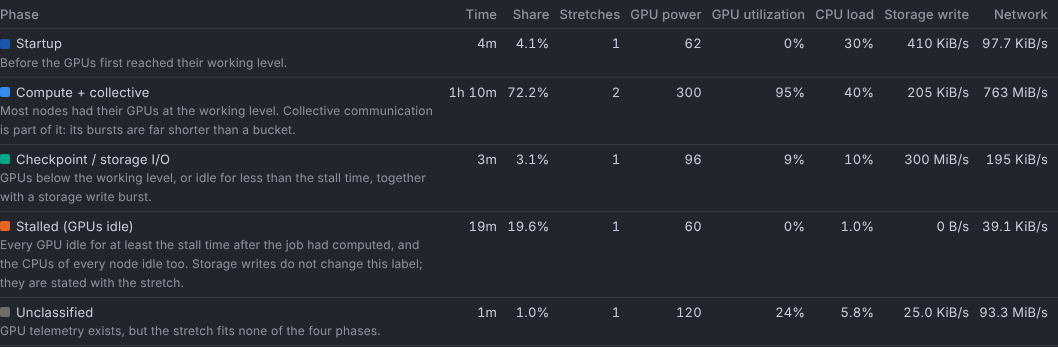 Phase Time Share Stretches GPU power GPU utilization CPU load Storage write Network
Startup 4m 4.1% 1 62 0% 30% 410 KiB/s 97.7 KiB/s
Before the GPUs first reached their working level.
Compute + collective 1h 10m 72.2% 2 300 95% 40% 205 KiB/s 763 MiB/s
Most nodes had their GPUs at the working level. Collective communication
is part of it: its bursts are far shorter than a bucket.
Checkpoint / storage I/O 3m 3.1% 1 96 9% 10% 300 MiB/s 195 KiB/s
GPUs below the working level, or idle for less than the stall time, together
with a storage write burst.
Stalled (GPUs idle) 19m 19.6% 1 60 0% 1.0% 0 B/s 39.1 KiB/s
Every GPU idle for at least the stall time after the job had computed, and
the CPUs of every node idle too. Storage writes do not change this label;
they are stated with the stretch.
Unclassified 1m 1.0% 1 120 24% 5.8% 25.0 KiB/s 93.3 MiB/s
GPU telemetry exists, but the stretch fits none of the four phases.